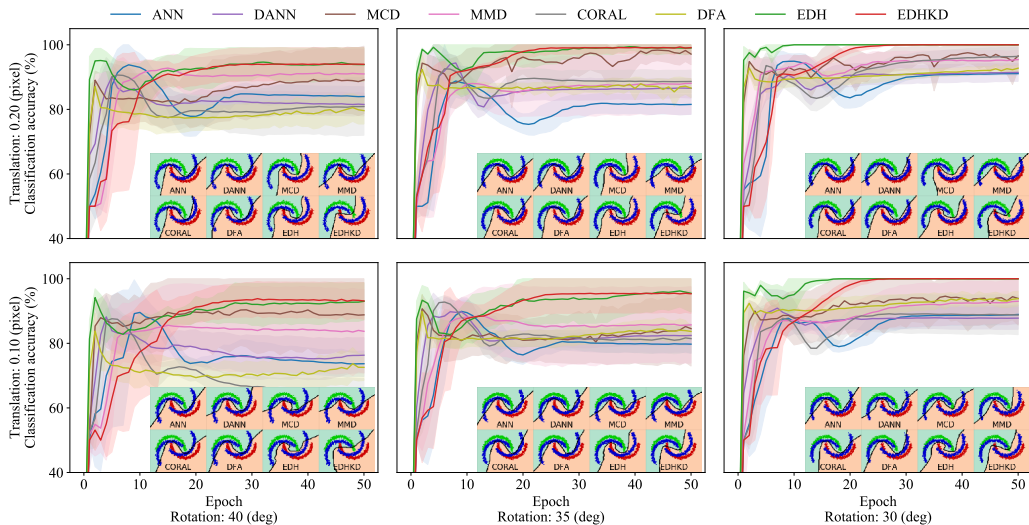 ANN DANN MCD MMD CORAL DFA EDH EDHKD
Translation: 0.20 (pixel)
Classification accuracy (%)
100
80
60
40
ANN DANN MCD MMD
CORAL DFA EDH EDHKD
ANN DANN MCD MMD
CORAL DFA EDH EDHKD
ANN DANN MCD MMD
CORAL DFA EDH EDHKD
Translation: 0.10 (pixel)
Classification accuracy (%)
100
80
60
40
ANN DANN MCD MMD
CORAL DFA EDH EDHKD
ANN DANN MCD MMD
CORAL DFA EDH EDHKD
ANN DANN MCD MMD
CORAL DFA EDH EDHKD
0 10 20 30 40 50
0 10 20 30 40 50
0 10 20 30 40 50
Epoch
Rotation: 40 (deg)
Epoch
Rotation: 35 (deg)
Epoch
Rotation: 30 (deg)